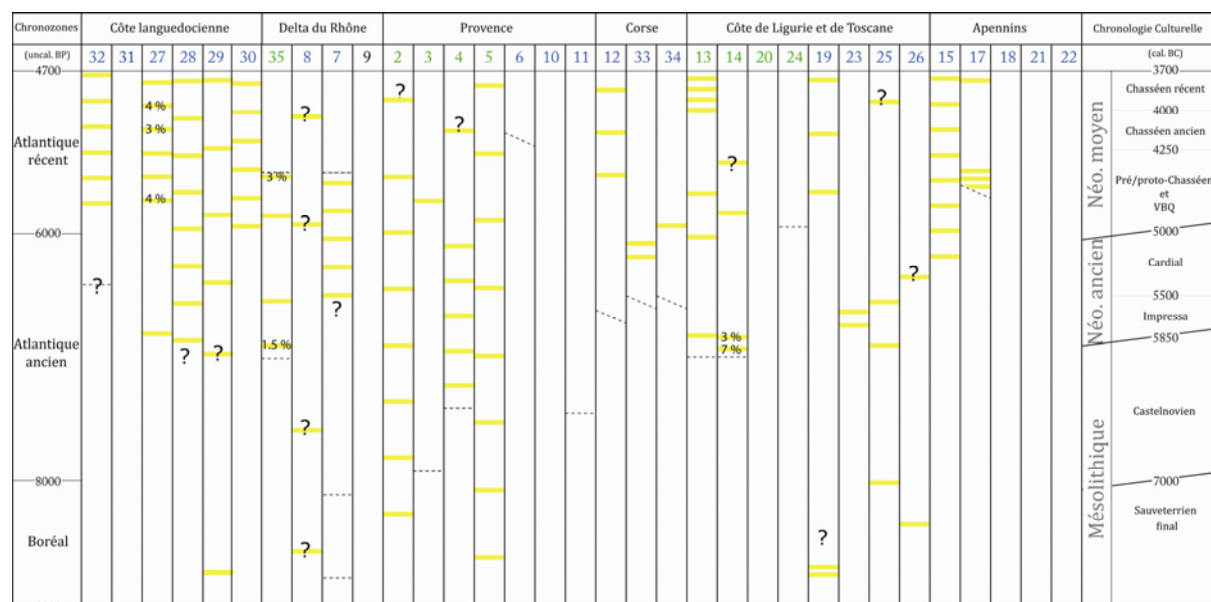 Chronozones Côte languedocienne Delta du Rhône Provence Corse Côte de Ligurie et de Toscane Apennins Chronologie Culturelle
(uncal. BP) 32 31 27 28 29 30 35 8 7 9 2 3 4 5 6 10 11 12 33 34 13 14 20 24 19 23 25 26 15 17 18 21 22 (cal. BC)
4700 3700
? ? Chasséen récent
4 % ? 4000
3 % ? Chasséen ancien
Atlantique
récent
4250
?
3 % Pré/proto-Chasséen
et
VBQ
4 %
Néo. moyen
?
6000 5000
Cardial
? ?
5500
? Impressa
Néo. ancien
3 % 5850
Atlantique
ancien
1.5 % 7 %
? ?
Castelnovien
?
8000 7000
Sauveterrien
final
Mésolithique
Boréal ? ?